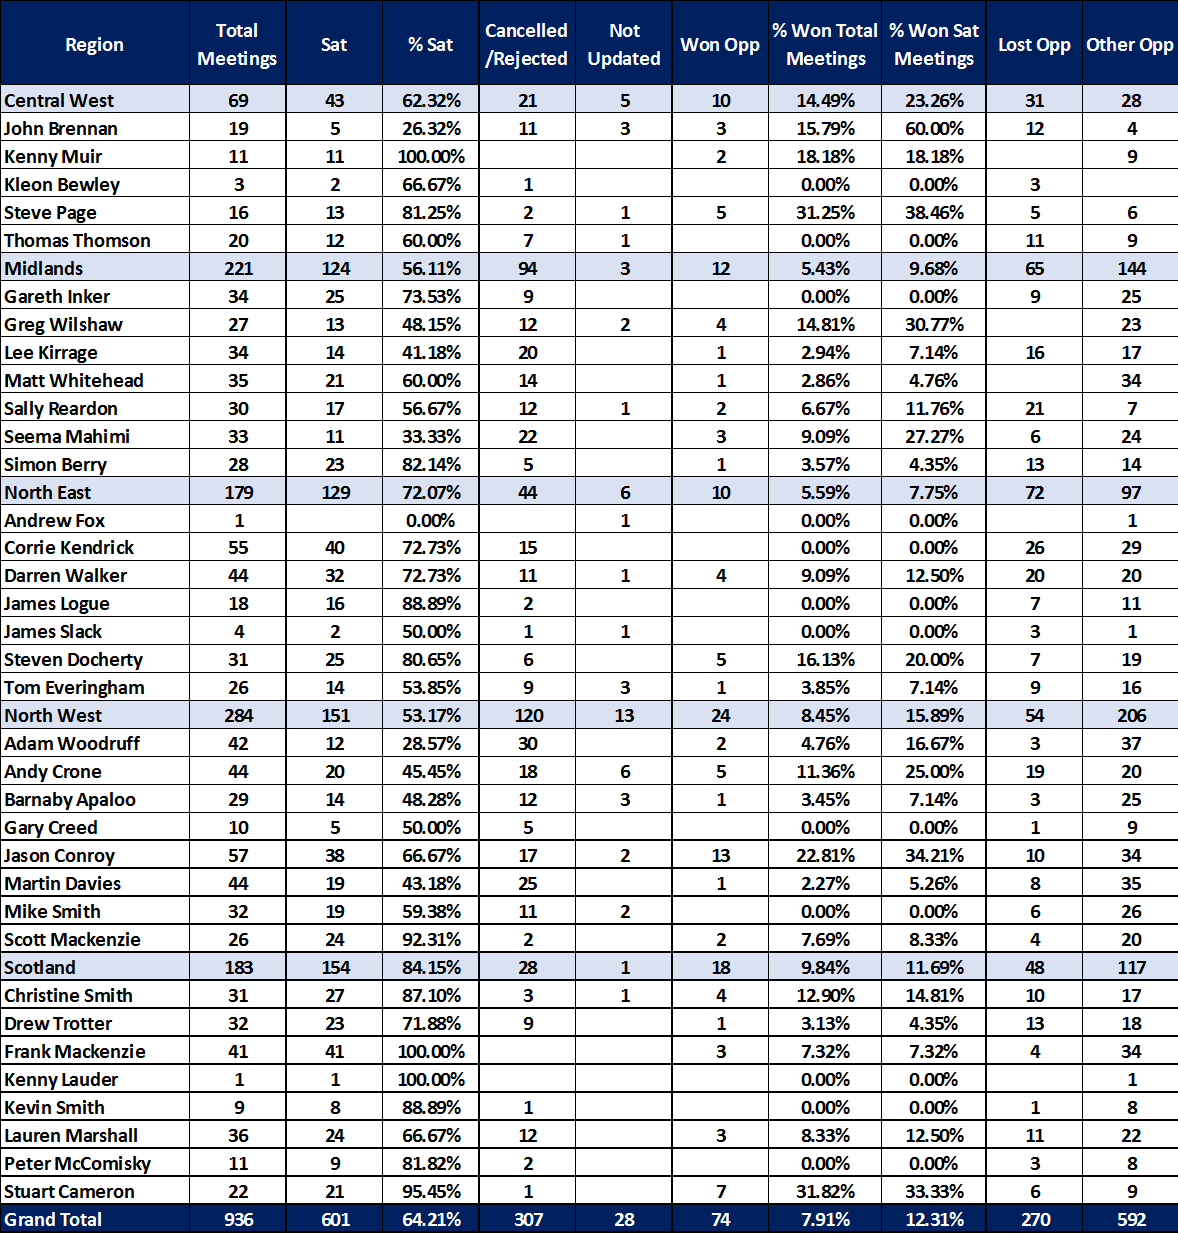 Region Total Meetings Sat % Sat Cancelled /Rejected Not Updated Won Opp % Won Total Meetings % Won Sat Meetings Lost Opp Other Opp
Central West 69 43 62.32% 21 5 10 14.49% 23.26% 31 28
John Brennan 19 5 26.32% 11 3 3 15.79% 60.00% 12 4
Kenny Muir 11 11 100.00% 2 18.18% 18.18% 9
Kleon Bewley 3 2 66.67% 1 0.00% 0.00% 3
Steve Page 16 13 81.25% 2 1 5 31.25% 38.46% 5 6
Thomas Thomson 20 12 60.00% 7 1 0.00% 0.00% 11 9
Midlands 221 124 56.11% 94 3 12 5.43% 9.68% 65 144
Gareth Inker 34 25 73.53% 9 0.00% 0.00% 9 25
Greg Wilshaw 27 13 48.15% 12 2 4 14.81% 30.77% 23
Lee Kirrage 34 14 41.18% 20 1 2.94% 7.14% 16 17
Matt Whitehead 35 21 60.00% 14 1 2.86% 4.76% 34
Sally Reardon 30 17 56.67% 12 1 2 6.67% 11.76% 21 7
Seema Mahimi 33 11 33.33% 22 3 9.09% 27.27% 6 24
Simon Berry 28 23 82.14% 5 1 3.57% 4.35% 13 14
North East 179 129 72.07% 44 6 10 5.59% 7.75% 72 97
Andrew Fox 1 0.00% 1 0.00% 0.00% 1
Corrie Kendrick 55 40 72.73% 15 0.00% 0.00% 26 29
Darren Walker 44 32 72.73% 11 1 4 9.09% 12.50% 20 20
James Logue 18 16 88.89% 2 0.00% 0.00% 7 11
James Slack 4 2 50.00% 1 1 0.00% 0.00% 3 1
Steven Docherty 31 25 80.65% 6 5 16.13% 20.00% 7 19
Tom Everingham 26 14 53.85% 9 3 1 3.85% 7.14% 9 16
North West 284 151 53.17% 120 13 24 8.45% 15.89% 54 206
Adam Woodruff 42 12 28.57% 30 2 4.76% 16.67% 3 37
Andy Crone 44 20 45.45% 18 6 5 11.36% 25.00% 19 20
Barnaby Apaloo 29 14 48.28% 12 3 1 3.45% 7.14% 3 25
Gary Creed 10 5 50.00% 5 0.00% 0.00% 1 9
Jason Conroy 57 38 66.67% 17 2 13 22.81% 34.21% 10 34
Martin Davies 44 19 43.18% 25 1 2.27% 5.26% 8 35
Mike Smith 32 19 59.38% 11 2 0.00% 0.00% 6 26
Scott Mackenzie 26 24 92.31% 2 2 7.69% 8.33% 4 20
Scotland 183 154 84.15% 28 1 18 9.84% 11.69% 48 117
Christine Smith 31 27 87.10% 3 1 4 12.90% 14.81% 10 17
Drew Trotter 32 23 71.88% 9 1 3.13% 4.35% 13 18
Frank Mackenzie 41 41 100.00% 3 7.32% 7.32% 4 34
Kenny Lauder 1 1 100.00% 0.00% 0.00% 1
Kevin Smith 9 8 88.89% 1 0.00% 0.00% 1 8
Lauren Marshall 36 24 66.67% 12 3 8.33% 12.50% 11 22
Peter McComisky 11 9 81.82% 2 0.00% 0.00% 3 8
Stuart Cameron 22 21 95.45% 1 7 31.82% 33.33% 6 9
Grand Total 936 601 64.21% 307 28 74 7.91% 12.31% 270 592